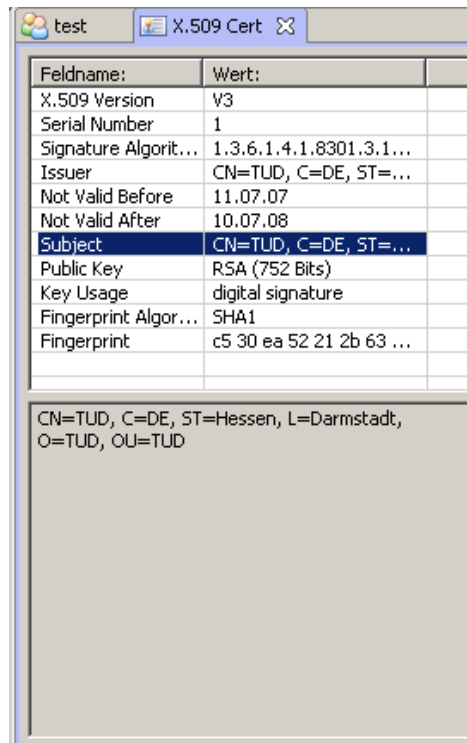 test X.509 Cert
Feldname: Wert:
X.509 Version V3
Serial Number 1
Signature Algorit... 1.3.6.1.4.1.8301.3.1...
Issuer CN=TUD, C=DE, ST=...
Not Valid Before 11.07.07
Not Valid After 10.07.08
Subject CN=TUD, C=DE, ST=...
Public Key RSA (752 Bits)
Key Usage digital signature
Fingerprint Algor... SHA1
Fingerprint c5 30 ea 52 21 2b 63 ...
CN=TUD, C=DE, ST=Hessen, L=Darmstadt,
O=TUD, OU=TUD